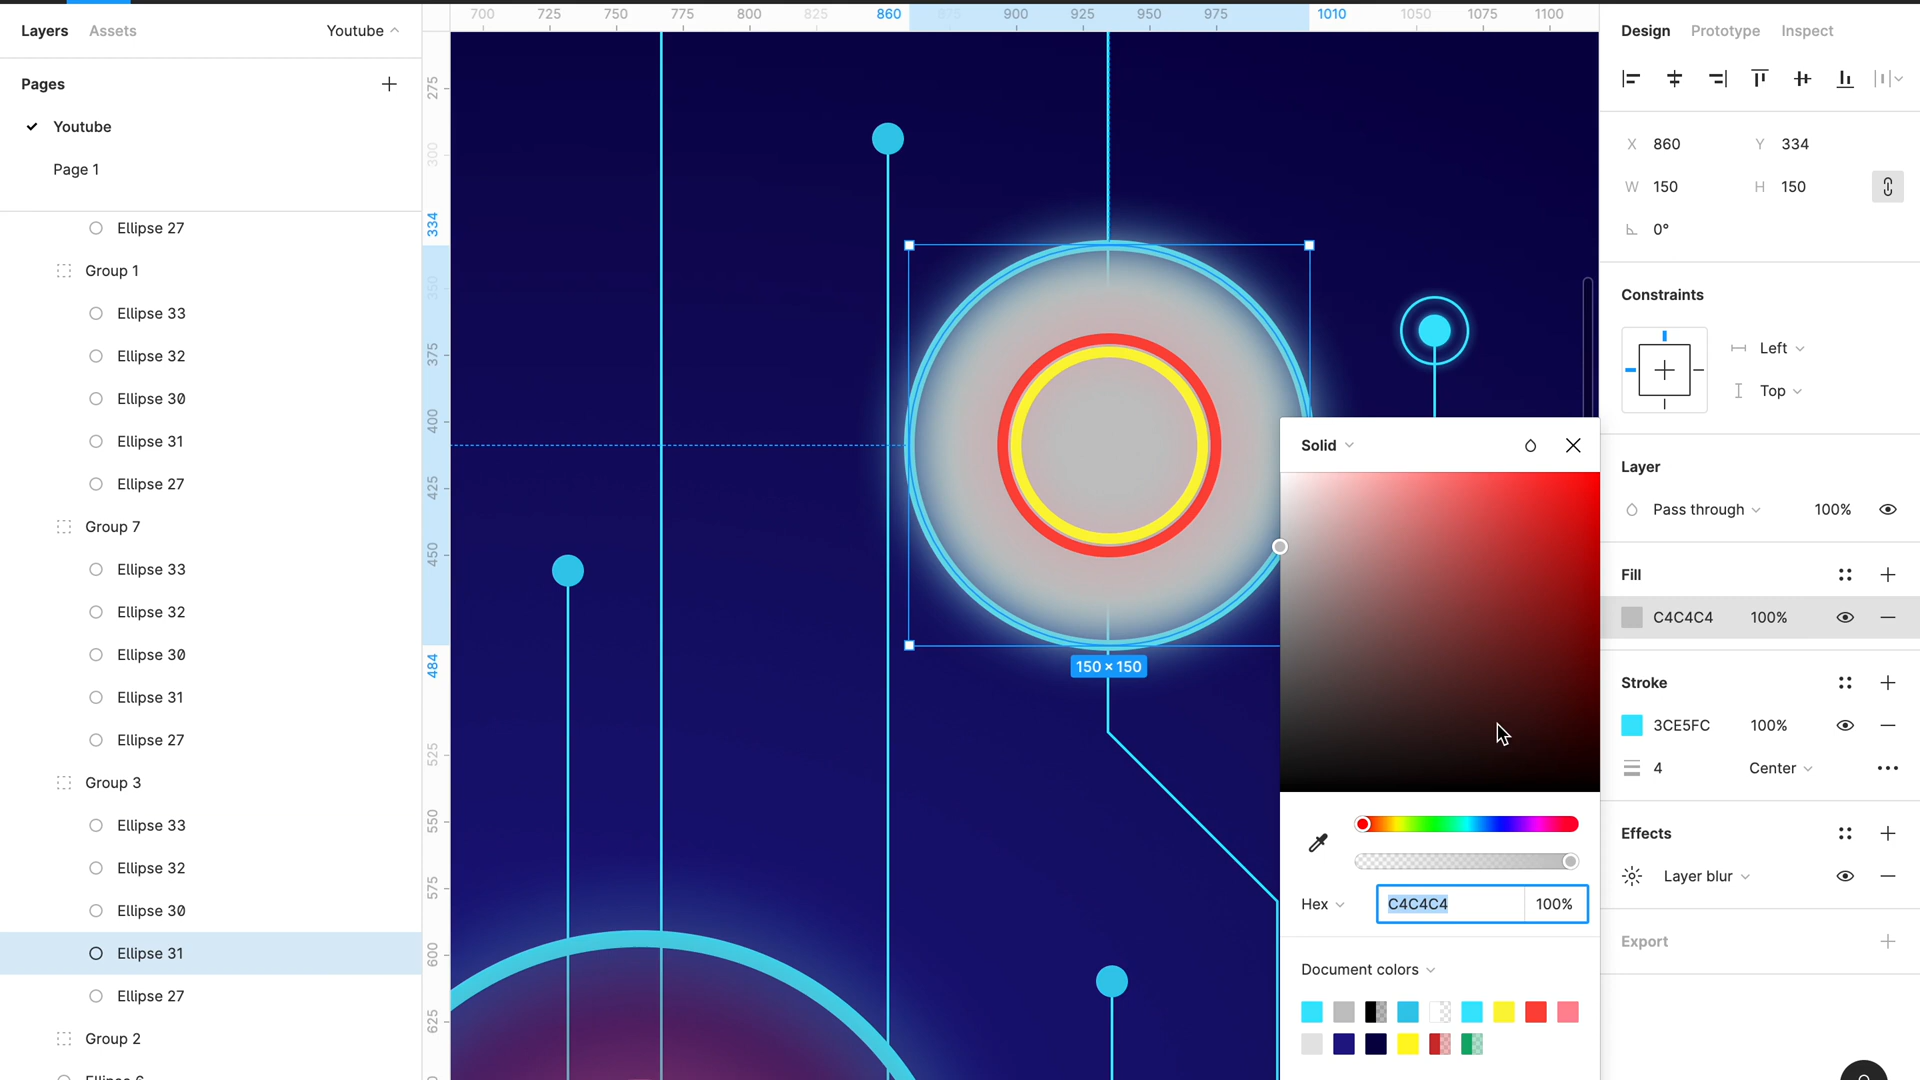 Layers Assets Youtube
Pages
Youtube
Page 1
Ellipse 27
Group 1
Ellipse 33
Ellipse 32
Ellipse 30
Ellipse 31
Ellipse 27
Group 7
Ellipse 33
Ellipse 32
Ellipse 30
Ellipse 31
Ellipse 27
Group 3
Ellipse 33
Ellipse 32
Ellipse 30
Ellipse 31
Ellipse 27
Group 2
Ellipse 6
700 725 750 775 800 825 860 875 900 925 950 975 1010 1050 1075 1100
275
300
334
350
375
400
425
450
484
525
550
575
600
625
150 × 150
Solid
Hex C4C4C4 100%
Document colors
Design Prototype Inspect
X 860 Y 334
W 150 H 150
0°
Constraints
Left
Top
Layer
Pass through 100%
Fill
C4C4C4 100%
Stroke
3CE5FC 100%
4 Center
Effects
Layer blur
Export